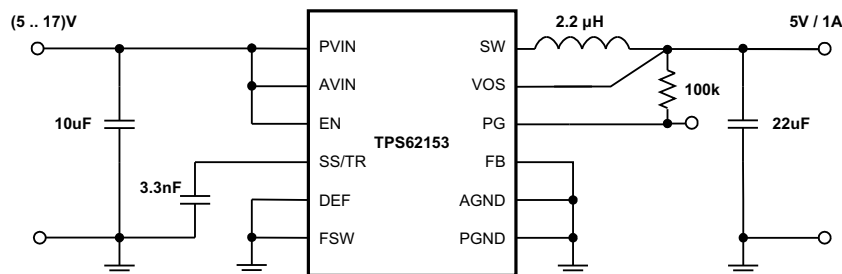 (5 .. 17)V
2.2 µH
5V / 1A
PVIN
SW
AVIN
VOS
100k
10uF
EN
PG
22uF
TPS62153
SS/TR
FB
3.3nF
DEF
AGND
FSW
PGND